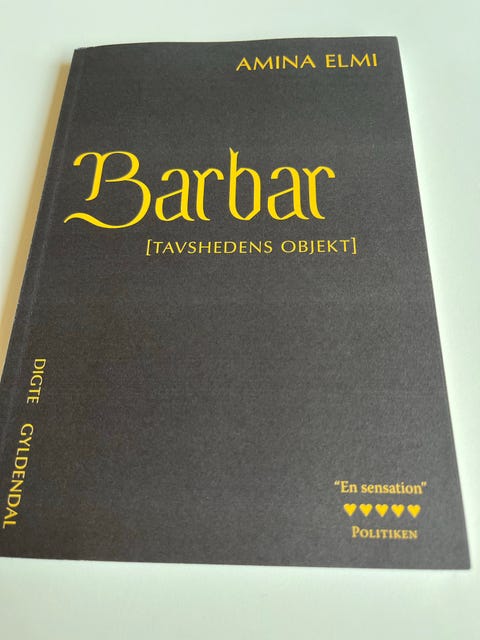 AMINA ELMI
Barbar
[TAVSHEDENS OBJEKT]
DIGTE GYLDENDAL
"En sensation"
♥♥♥♥♥
POLITIKEN